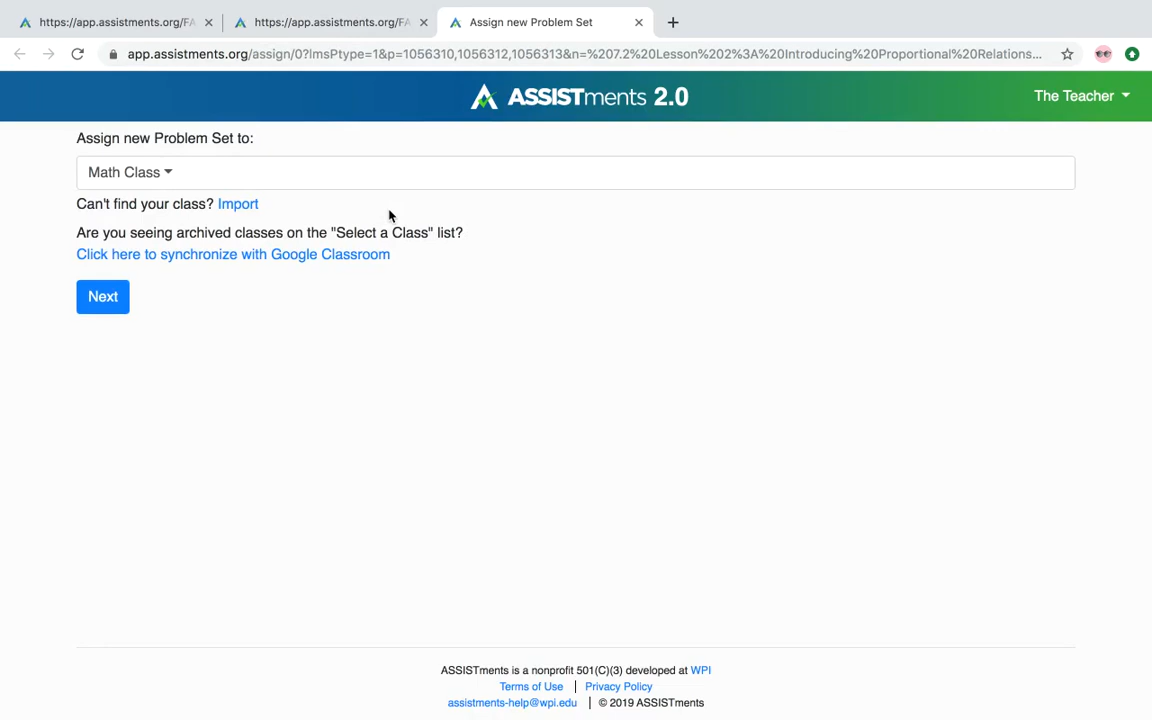 https://app.assistments.org/FA
https://app.assistments.org/FA
Assign new Problem Set
app.assistments.org/assign/0?lmsPtype=1&p=1056310,1056312,1056313&n=%207.2%20Lesson%202%3A%20Introducing%20Proportional%20Relations...
ASSISTments 2.0
The Teacher
Assign new Problem Set to:
Math Class
Can't find your class? Import
Are you seeing archived classes on the "Select a Class" list?
Click here to synchronize with Google Classroom
Next
ASSISTments is a nonprofit 501(C)(3) developed at WPI
Terms of Use | Privacy Policy
assistments-help@wpi.edu | © 2019 ASSISTments